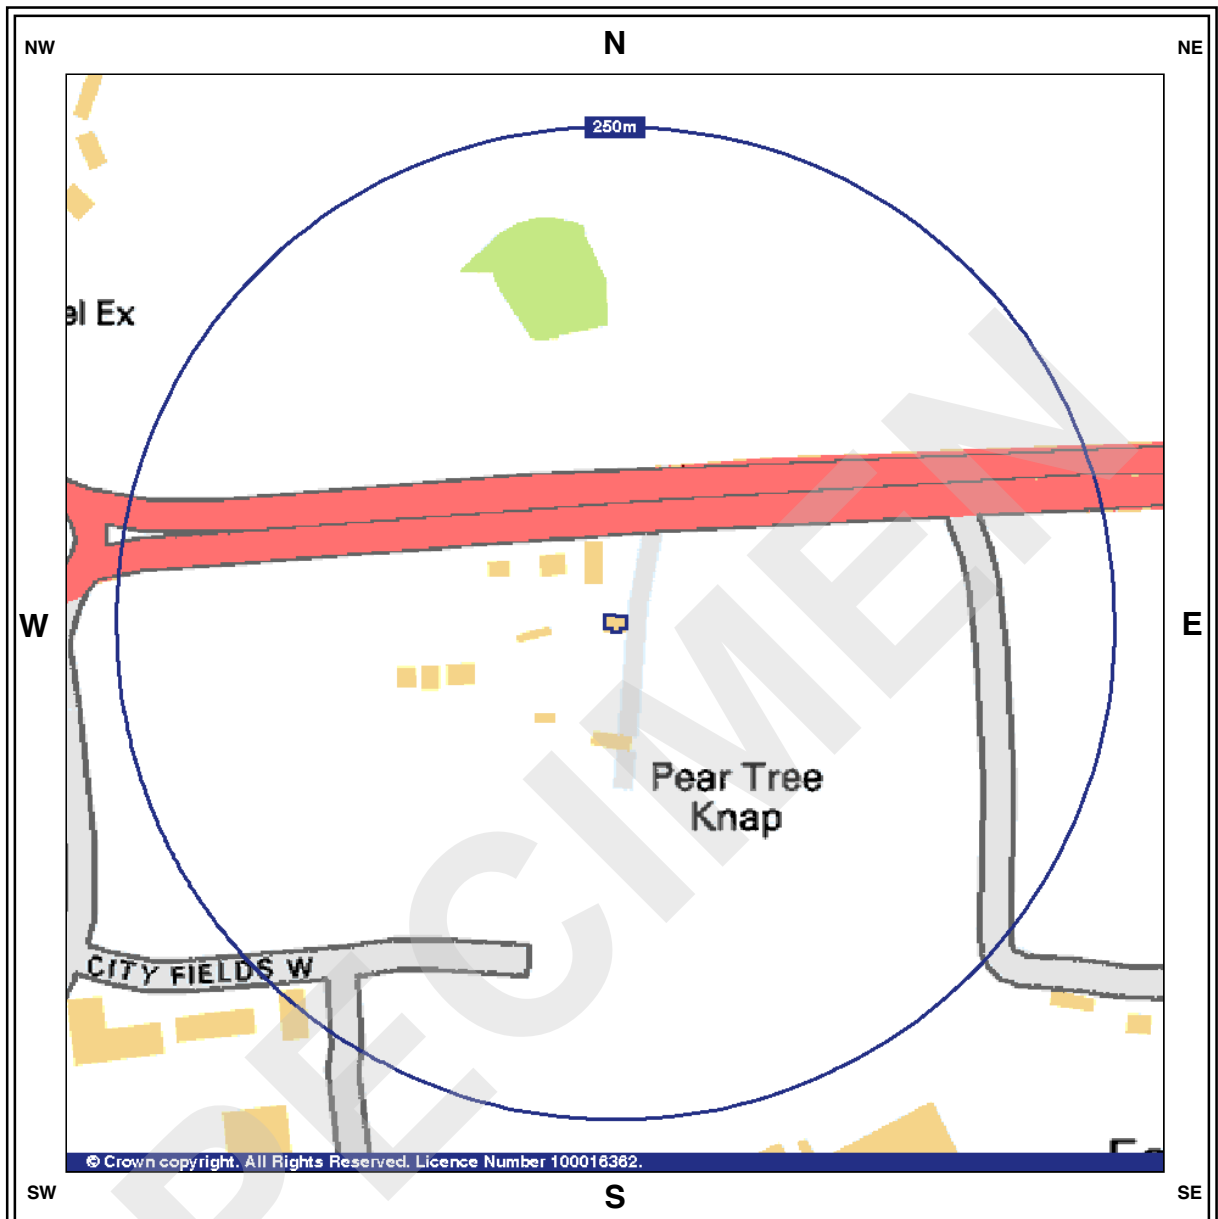 NW
N
NE
250m
el Ex
W
E
Pear Tree
Knap
CITY FIELDS W
© Crown copyright. All Rights Reserved. Licence Number 100016362.
SW
S
SE
PECIMEN